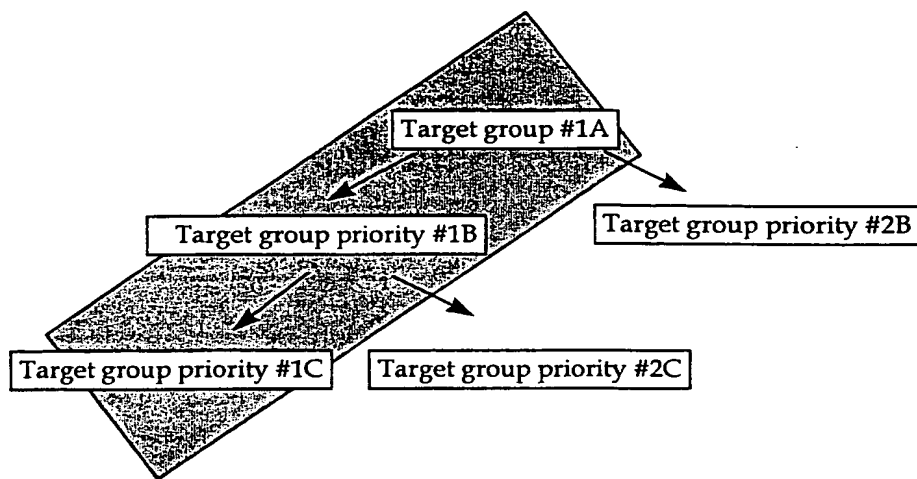 Target group #1A
Target group priority #1B
Target group priority #2B
Target group priority #1C
Target group priority #2C